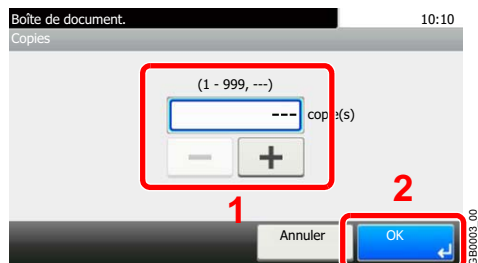 Boîte de document. 10:10
Copies
(1 - 999, ---)
--- copie(s)
1
2
Annuler OK
GB0003_00